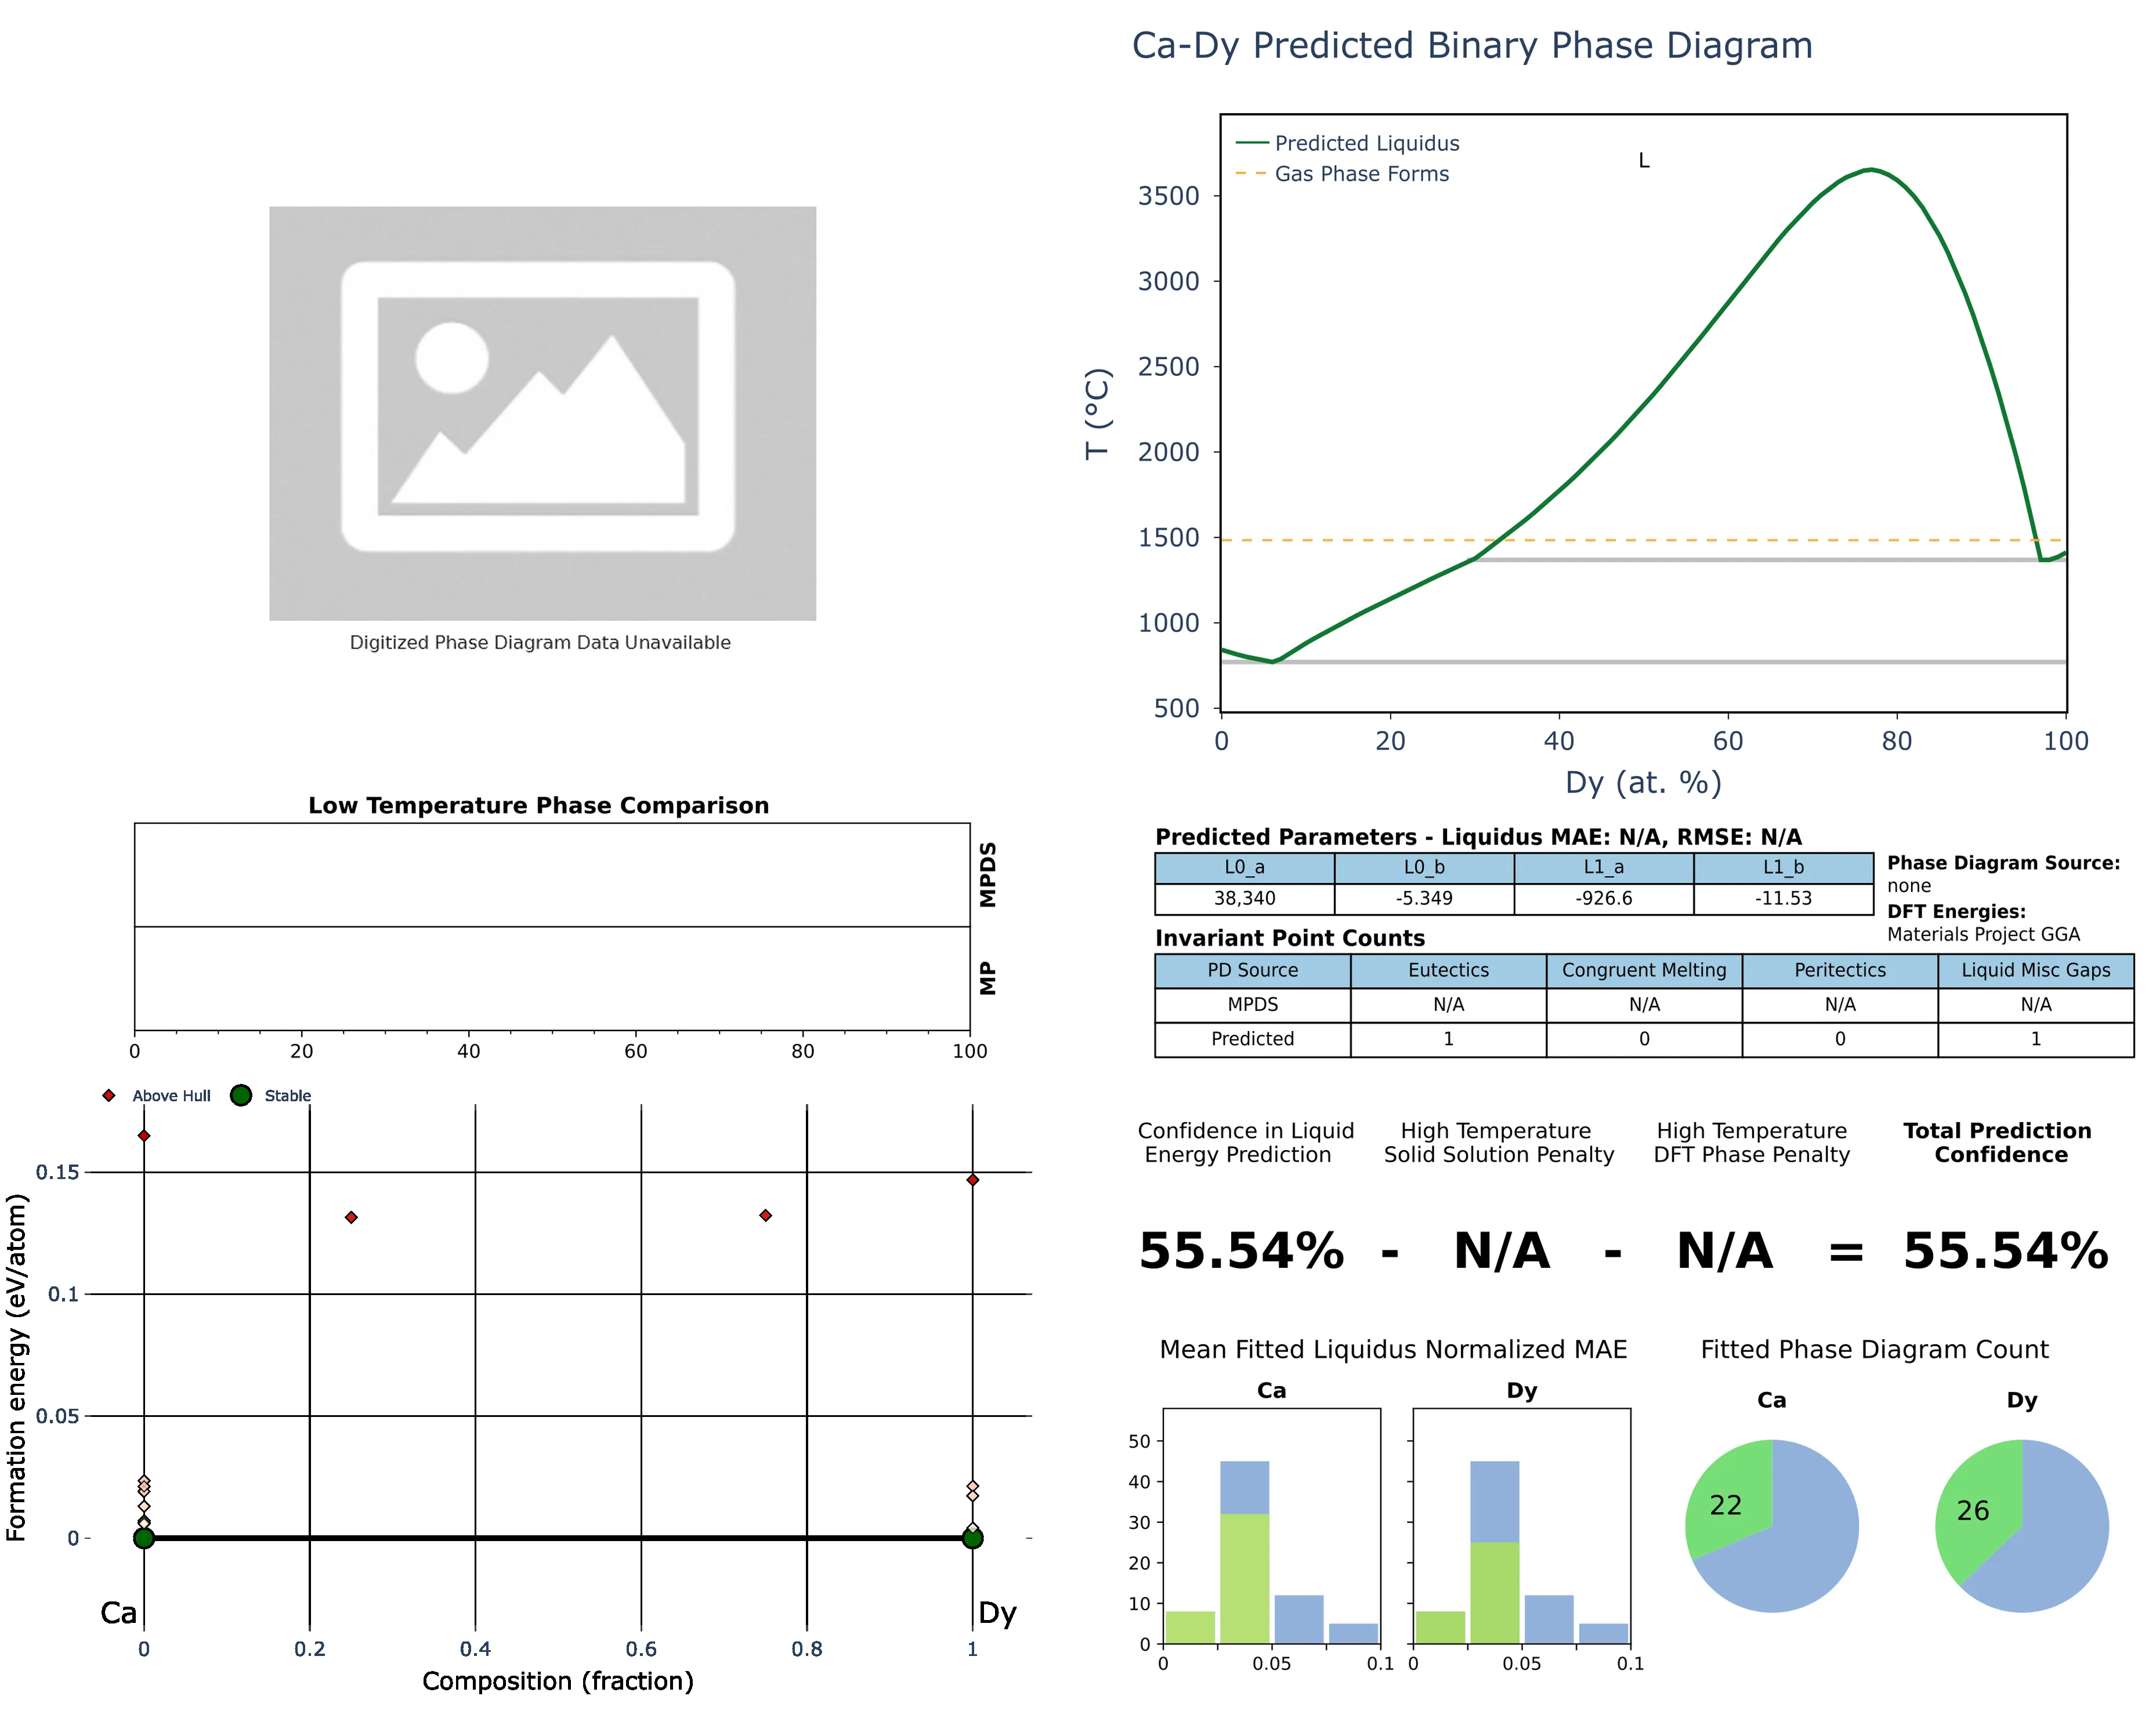 Ca-Dy Predicted Binary Phase Diagram
Predicted Liquidus
Gas Phase Forms
L
3500
3000
2500
2000
1500
1000
500
T (°C)
0 20 40 60 80 100
Dy (at. %)
Digitized Phase Diagram Data Unavailable
Low Temperature Phase Comparison
MPDS
MP
0 20 40 60 80 100
Predicted Parameters - Liquidus MAE: N/A, RMSE: N/A
L0_a L0_b L1_a L1_b
38,340 -5.349 -926.6 -11.53
Phase Diagram Source:
none
DFT Energies:
Materials Project GGA
Invariant Point Counts
PD Source Eutectics Congruent Melting Peritectics Liquid Misc Gaps
MPDS N/A N/A N/A N/A
Predicted 1 0 0 1
Above Hull Stable
0.15
0.1
0.05
0
Formation energy (eV/atom)
Ca Dy
0 0.2 0.4 0.6 0.8 1
Composition (fraction)
Confidence in Liquid
Energy Prediction
High Temperature
Solid Solution Penalty
High Temperature
DFT Phase Penalty
Total Prediction
Confidence
55.54% - N/A - N/A = 55.54%
Mean Fitted Liquidus Normalized MAE
Ca Dy
50
40
30
20
10
0
0 0.05 0.1 0 0.05 0.1
Fitted Phase Diagram Count
Ca Dy
22 26